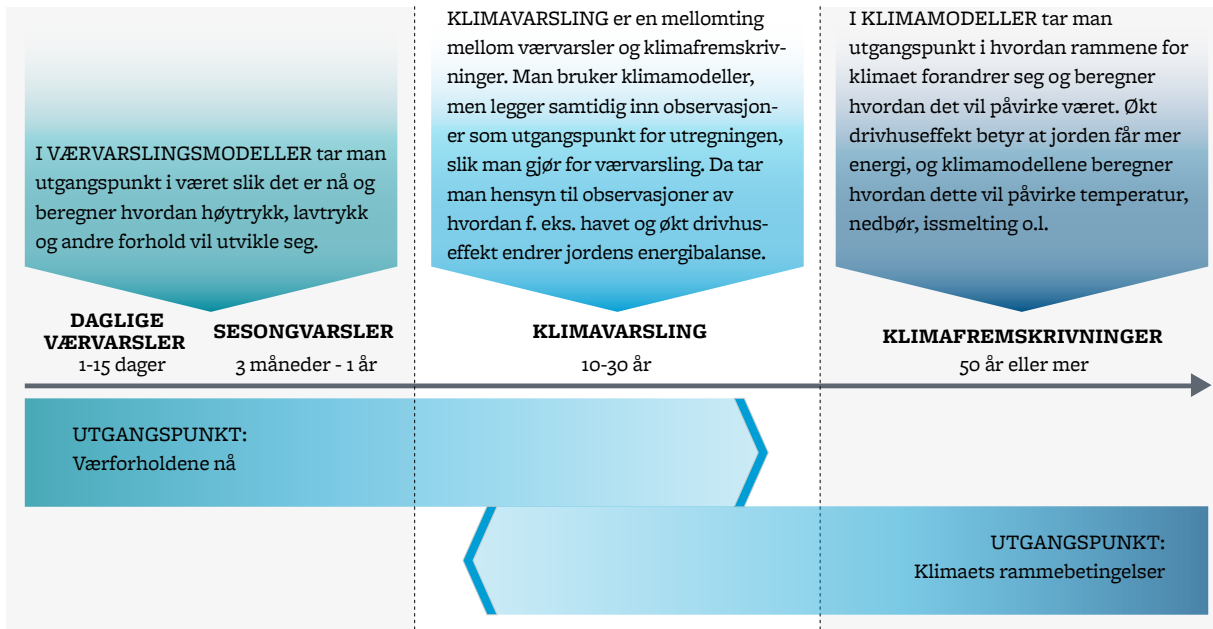 I VÆRVARSLINGSMODELLER tar man
utgangspunkt i været slik det er nå og
beregner hvordan høytrykk, lavtrykk
og andre forhold vil utvikle seg.
KLIMAVARSLING er en mellomting
mellom værvarsler og klimafremskriv-
ninger. Man bruker klimamodeller,
men legger samtidig inn observasjon-
er som utgangspunkt for utregningen,
slik man gjør for værvarsling. Da tar
man hensyn til observasjoner av
hvordan f. eks. havet og økt drivhus-
effekt endrer jordens energibalanse.
I KLIMAMODELLER tar man
utgangspunkt i hvordan rammene for
klimaet forandrer seg og beregner
hvordan det vil påvirke været. Økt
drivhuseffekt betyr at jorden får mer
energi, og klimamodellene beregner
hvordan dette vil påvirke temperatur,
nedbør, issmelting o.l.
DAGLIGE
VÆRVARSLER
1-15 dager
SESONGVARSLER
3 måneder - 1 år
KLIMAVARSLING
10-30 år
KLIMAFREMSKRIVNINGER
50 år eller mer
UTGANGSPUNKT:
Værforholdene nå
UTGANGSPUNKT:
Klimaets rammebetingelser